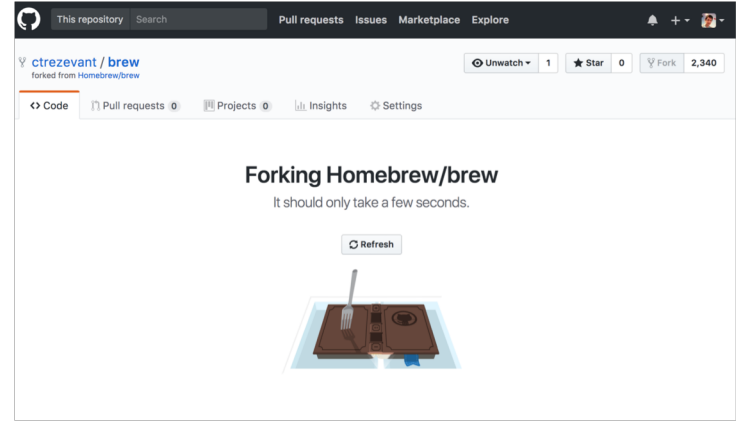 This repository Search Pull requests Issues Marketplace Explore
ctrezevant / brew Unwatch 1 Star 0 Fork 2,340
forked from Homebrew/brew
<> Code Pull requests 0 Projects 0 Insights Settings
Forking Homebrew/brew
It should only take a few seconds.
Refresh